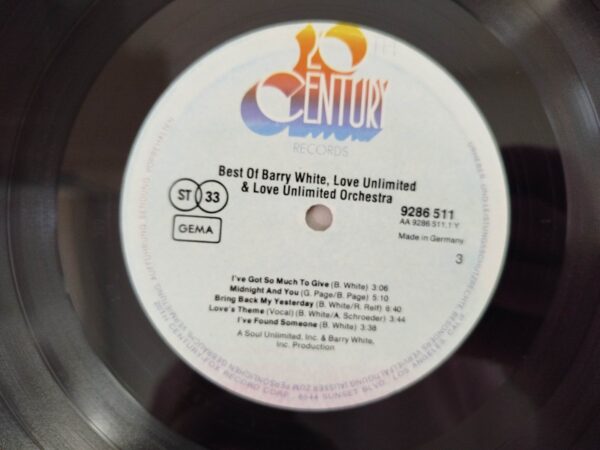 20TH
CENTURY
RECORDS
Best Of Barry White, Love Unlimited
& Love Unlimited Orchestra
ST 33
GEMA
9286 511
AA 9286 511.1 Y
Made in Germany
3
I've Got So Much To Give (B. White) 3:06
Midnight And You (G. Page/B. Page) 5:10
Bring Back My Yesterday (B. White/R. Relf) 6:40
Love's Theme (Vocal) (B. White/A. Schroeder) 3:44
I've Found Someone (B. White) 3:38
A Soul Unlimited, Inc. & Barry White,
Inc. Production
20TH CENTURY-FOX RECORD CORP. · 8544 SUNSET BLVD., LOS ANGELES, CALIF.